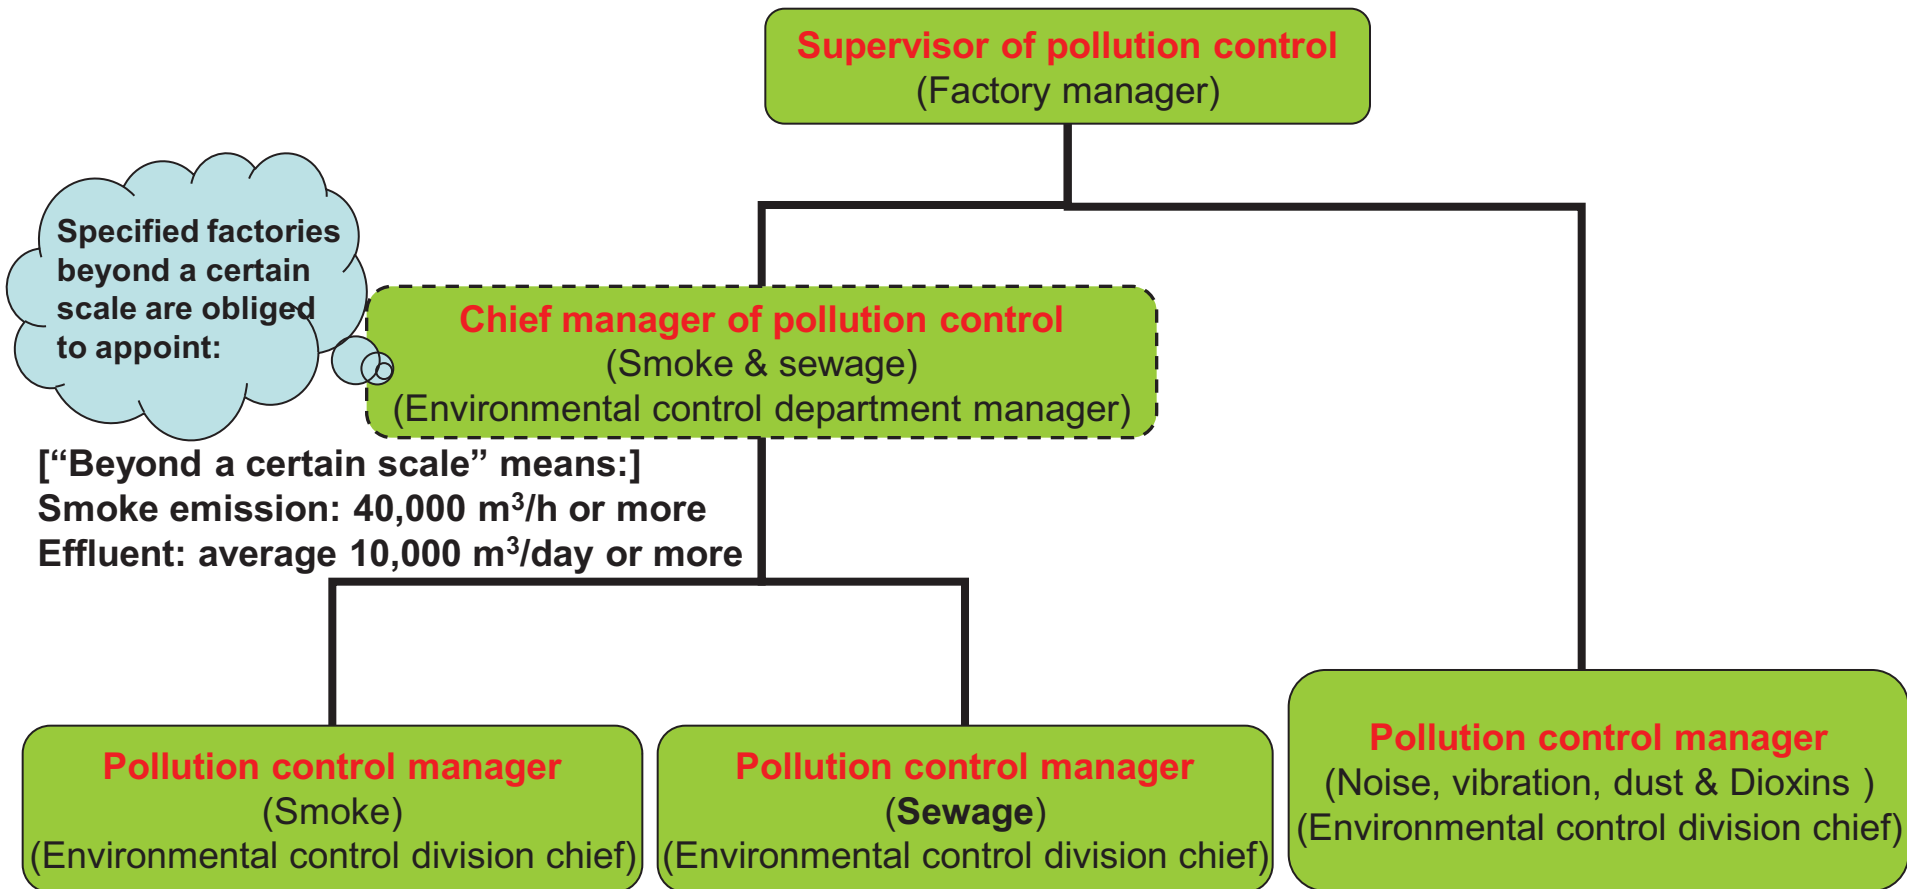 Supervisor of pollution control
(Factory manager)
Specified factories
beyond a certain
scale are obliged
to appoint:
Chief manager of pollution control
(Smoke & sewage)
(Environmental control department manager)
[“Beyond a certain scale” means:]
Smoke emission: 40,000 m³/h or more
Effluent: average 10,000 m³/day or more
Pollution control manager
(Smoke)
(Environmental control division chief)
Pollution control manager
(Sewage)
(Environmental control division chief)
Pollution control manager
(Noise, vibration, dust & Dioxins )
(Environmental control division chief)